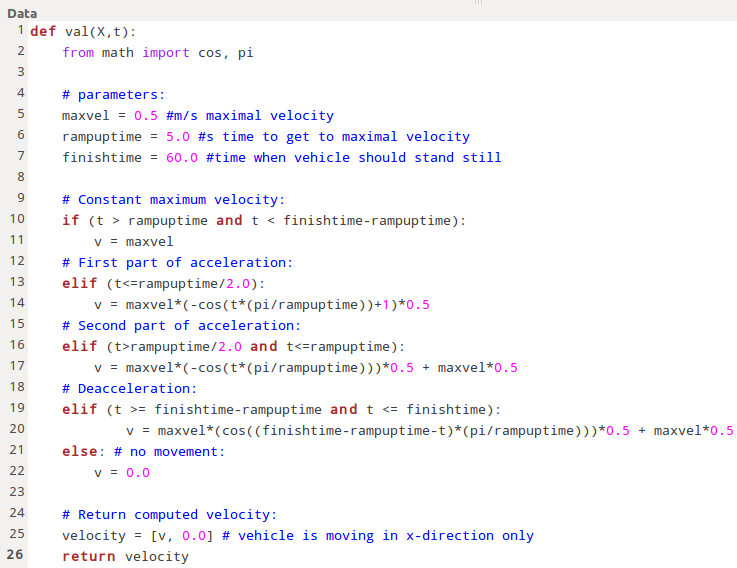 Data
1 def val(X,t):
2     from math import cos, pi
3
4     # parameters:
5     maxvel = 0.5 #m/s maximal velocity
6     rampuptime = 5.0 #s time to get to maximal velocity
7     finishtime = 60.0 #time when vehicle should stand still
8
9     # Constant maximum velocity:
10     if (t > rampuptime and t < finishtime-rampuptime):
11         v = maxvel
12     # First part of acceleration:
13     elif (t<=rampuptime/2.0):
14         v = maxvel*(-cos(t*(pi/rampuptime))+1)*0.5
15     # Second part of acceleration:
16     elif (t>rampuptime/2.0 and t<=rampuptime):
17         v = maxvel*(-cos(t*(pi/rampuptime)))*0.5 + maxvel*0.5
18     # Deacceleration:
19     elif (t >= finishtime-rampuptime and t <= finishtime):
20             v = maxvel*(cos((finishtime-rampuptime-t)*(pi/rampuptime)))*0.5 + maxvel*0.5
21     else: # no movement:
22         v = 0.0
23
24     # Return computed velocity:
25     velocity = [v, 0.0] # vehicle is moving in x-direction only
26     return velocity